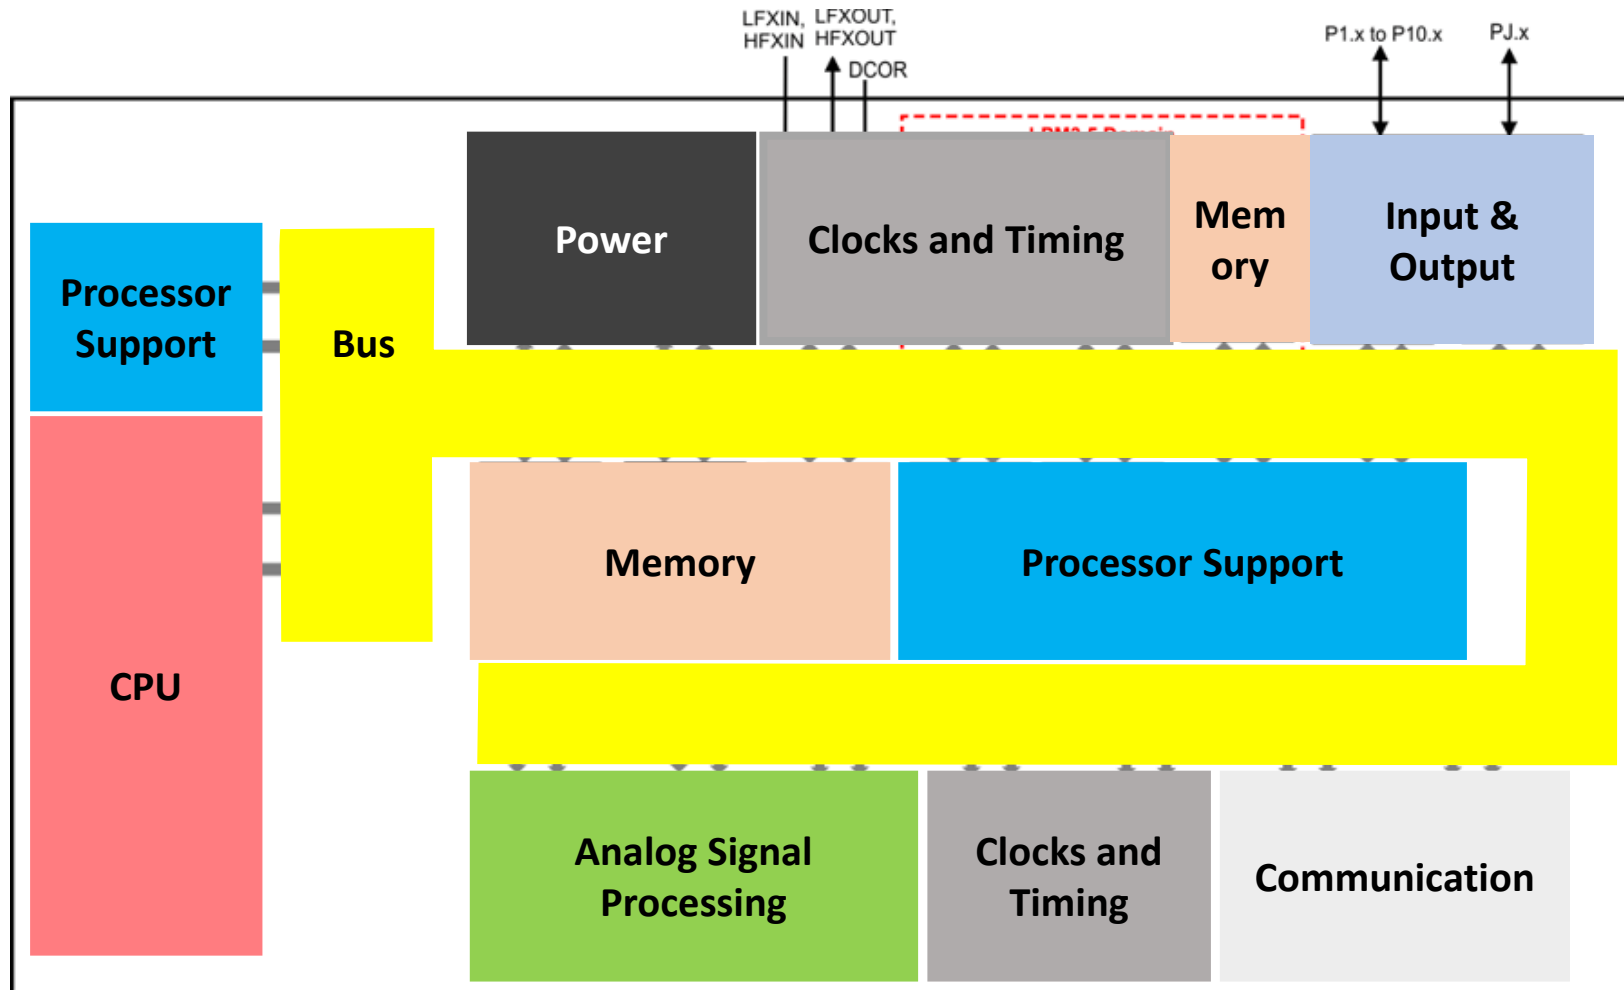 LFXIN, LFXOUT,
HFXIN HFXOUT
DCOR
P1.x to P10.x
PJ.x
Power
Clocks and Timing
Mem
ory
Input &
Output
Processor
Support
Bus
Memory
Processor Support
CPU
Analog Signal
Processing
Clocks and
Timing
Communication